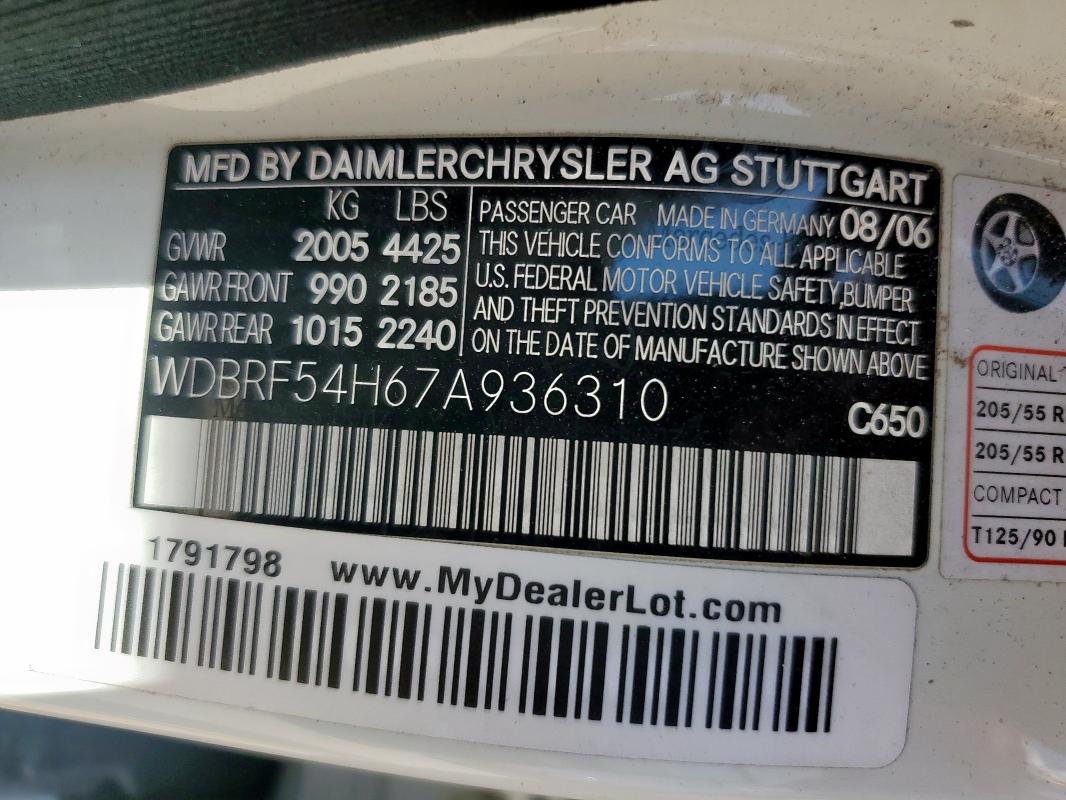 MFD BY DAIMLERCHRYSLER AG STUTTGART
KG LBS
GVWR 2005 4425
GAWR FRONT 990 2185
GAWR REAR 1015 2240
PASSENGER CAR MADE IN GERMANY 08/06
THIS VEHICLE CONFORMS TO ALL APPLICABLE
U.S. FEDERAL MOTOR VEHICLE SAFETY,BUMPER
AND THEFT PREVENTION STANDARDS IN EFFECT
ON THE DATE OF MANUFACTURE SHOWN ABOVE
WDBRF54H67A936310
C650
1791798 www.MyDealerLot.com
ORIGINAL
205/55 R
205/55 R
COMPACT
T125/90